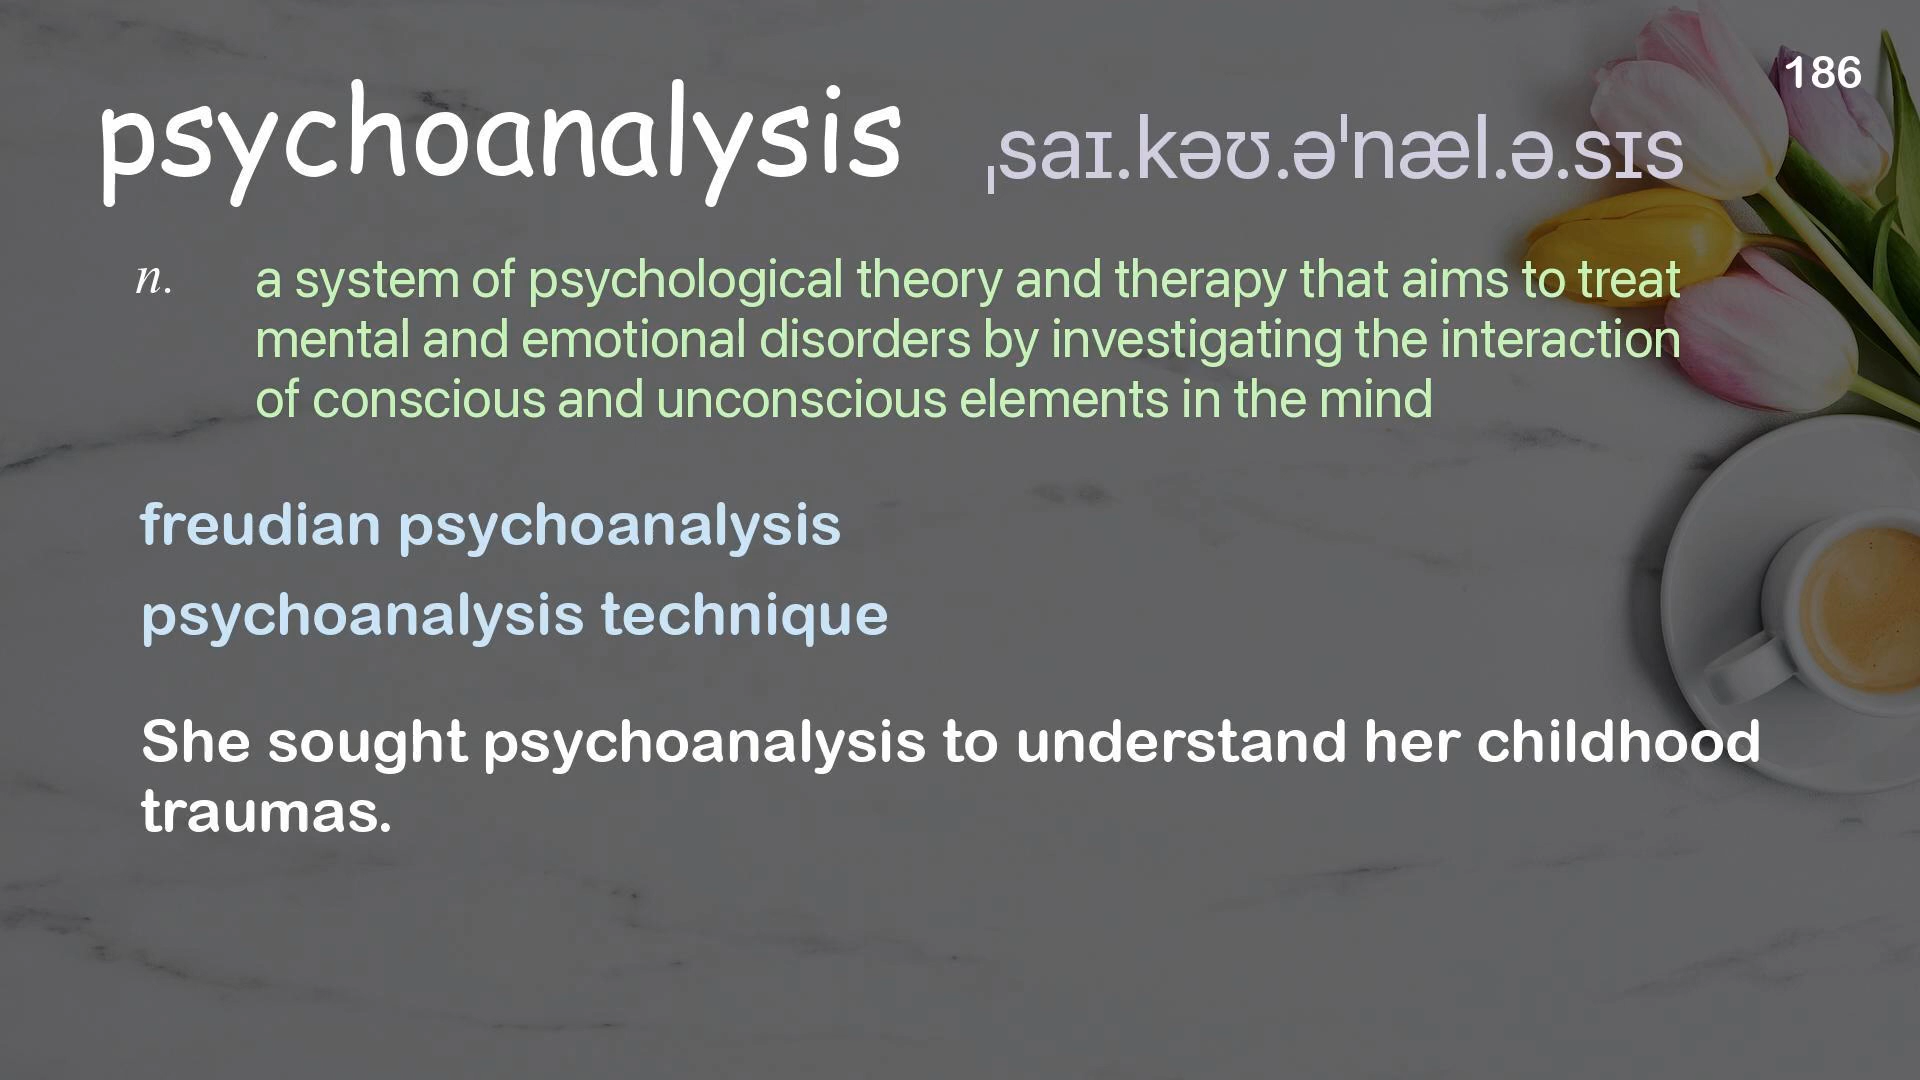 186
psychoanalysis ˌsaɪ.kəʊ.əˈnæl.ə.sɪs
n. a system of psychological theory and therapy that aims to treat
mental and emotional disorders by investigating the interaction
of conscious and unconscious elements in the mind
freudian psychoanalysis
psychoanalysis technique
She sought psychoanalysis to understand her childhood
traumas.